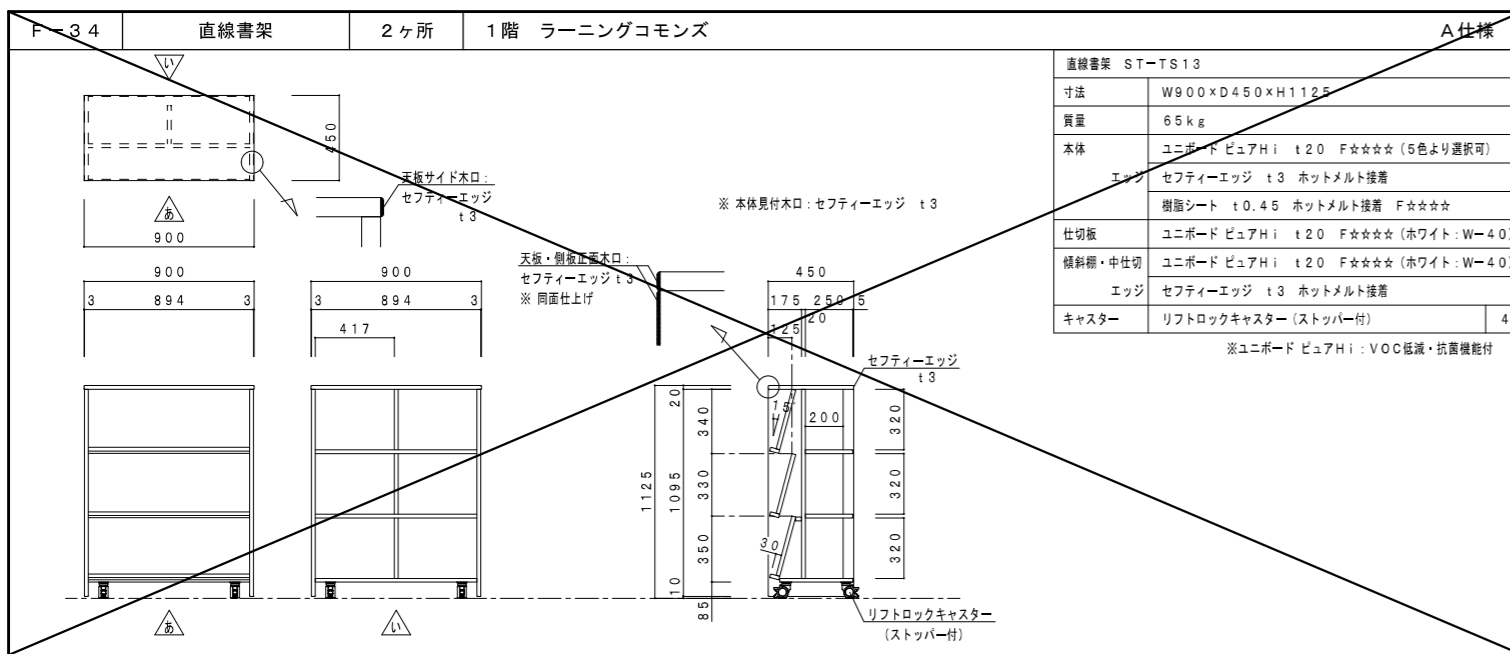 F-34 直線書架 2ヶ所 1階 ラーニングコモンズ A仕様
直線書架 ST-TS13
寸法 W900×D450×H1125
質量 65kg
本体 ユニボード ピュアHi t20 F☆☆☆☆ (5色より選択可)
エッジ セフティーエッジ t3 ホットメルト接着
樹脂シート t0.45 ホットメルト接着 F☆☆☆☆
仕切板 ユニボード ピュアHi t20 F☆☆☆☆ (ホワイト:W-40)
傾斜棚・中仕切 ユニボード ピュアHi t20 F☆☆☆☆ (ホワイト:W-40)
エッジ セフティーエッジ t3 ホットメルト接着
キャスター リフトロックキャスター (ストッパー付) 4
※ユニボード ピュアHi:VOC低減・抗菌機能付
い
450
あ
900
天板サイド木口:
セフティーエッジ
t3
※ 本体見付木口:セフティーエッジ t3
天板・側板正面木口:
セフティーエッジ t3
※ 同面仕上げ
900
3 894 3
900
3 894 3
417
450
175 250 5
20
125
セフティーエッジ
t3
15
200
30
1125
20
1095
10
340
330
350
85
320
320
320
リフトロックキャスター
(ストッパー付)
あ
い